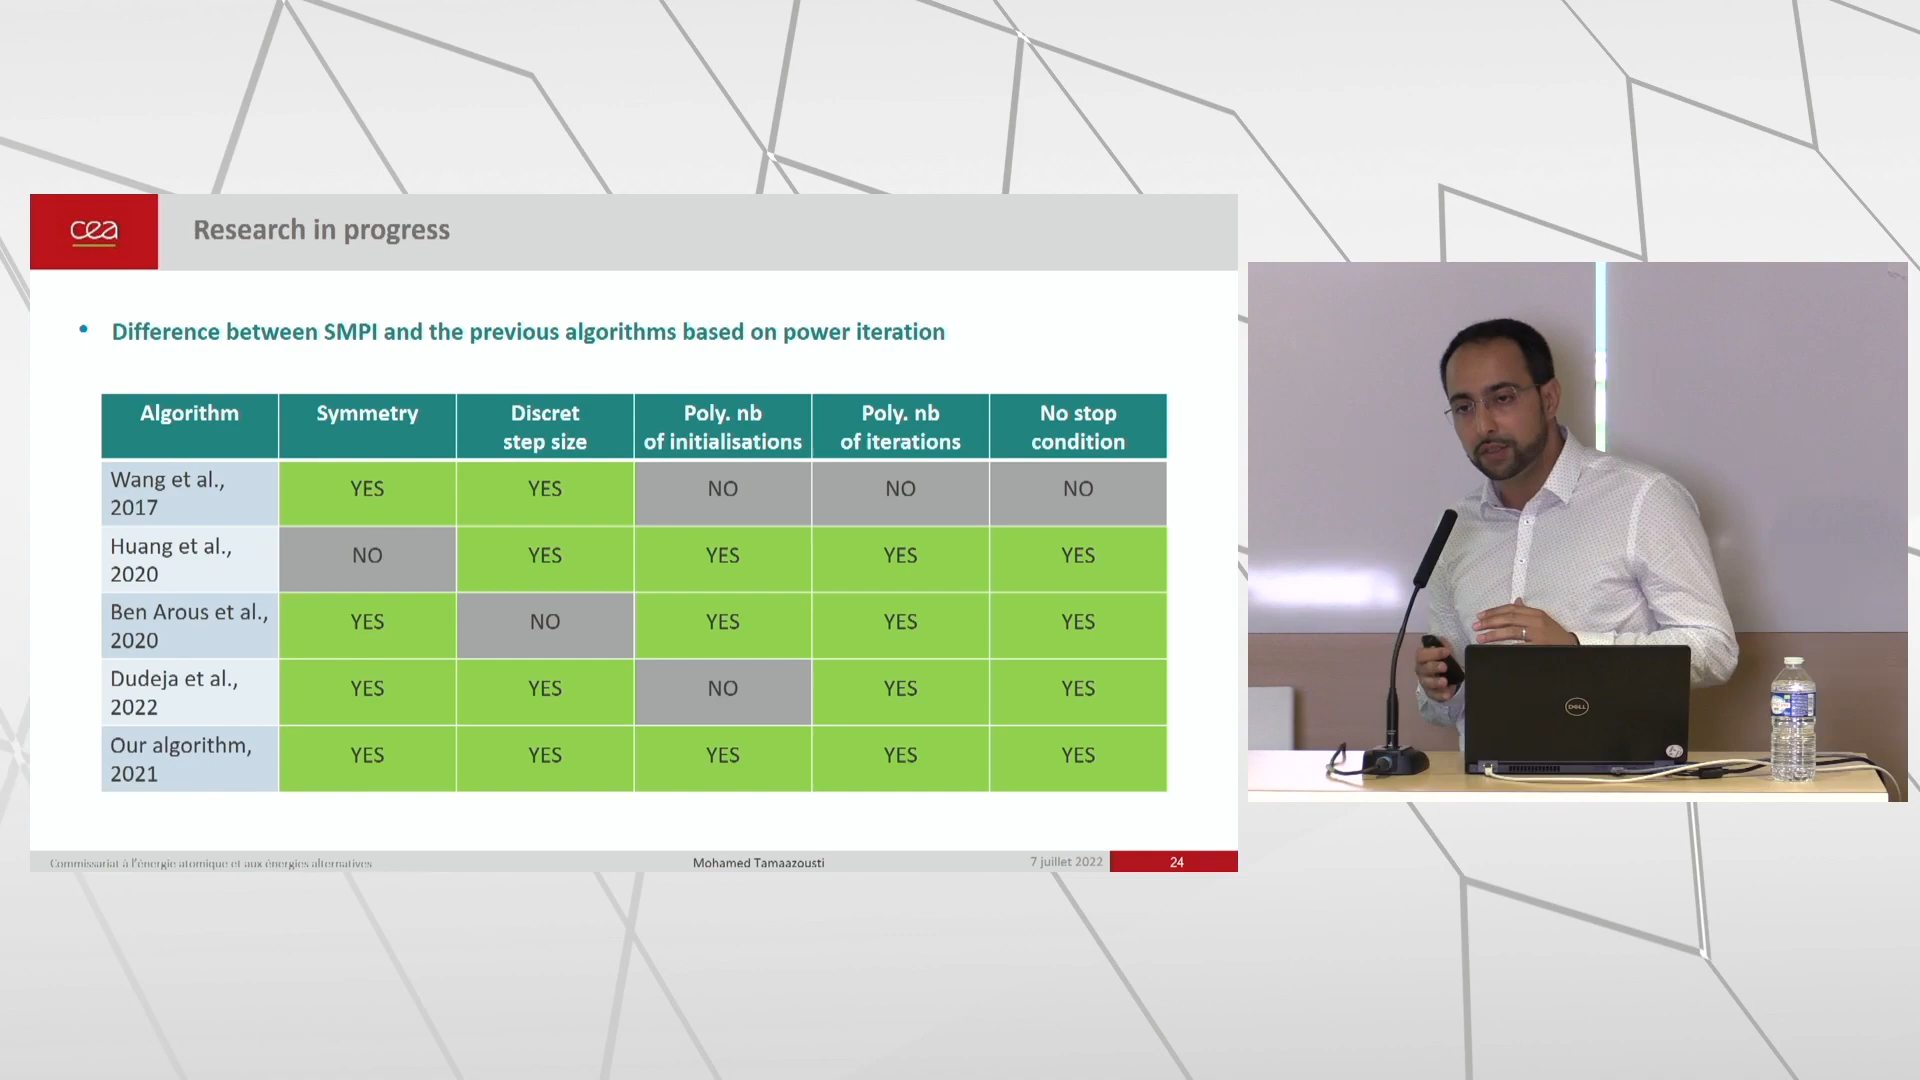 cea
Research in progress
• Difference between SMPI and the previous algorithms based on power iteration
Algorithm
Symmetry
Discret
step size
Poly. nb
of initialisations
Poly. nb
of iterations
No stop
condition
Wang et al.,
2017
YES
YES
NO
NO
NO
Huang et al.,
2020
NO
YES
YES
YES
YES
Ben Arous et al.,
2020
YES
NO
YES
YES
YES
Dudeja et al.,
2022
YES
YES
NO
YES
YES
Our algorithm,
2021
YES
YES
YES
YES
YES
Commissariat à l'énergie atomique et aux énergies alternatives
Mohamed Tamaazousti
7 juillet 2022
24
DELL